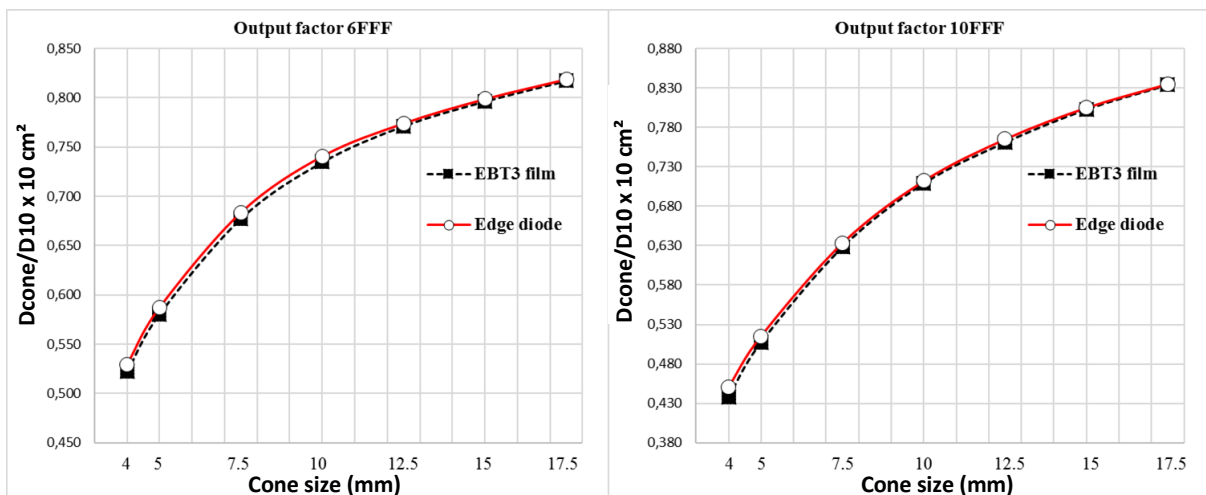 Output factor 6FFF
0,850
0,800
0,750
0,700
0,650
0,600
0,550
0,500
0,450
Dcone/D10 x 10 cm²
EBT3 film
Edge diode
4 5 7.5 10 12.5 15 17.5
Cone size (mm)
Output factor 10FFF
0,880
0,830
0,780
0,730
0,680
0,630
0,580
0,530
0,480
0,430
0,380
Dcone/D10 x 10 cm²
EBT3 film
Edge diode
4 5 7.5 10 12.5 15 17.5
Cone size (mm)